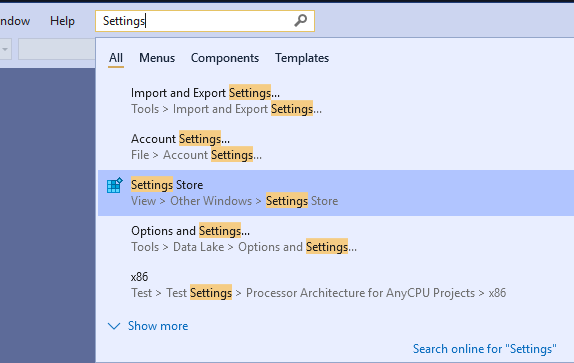 ndow Help Settings
All Menus Components Templates
Import and Export Settings...
Tools > Import and Export Settings...
Account Settings...
File > Account Settings...
Settings Store
View > Other Windows > Settings Store
Options and Settings...
Tools > Data Lake > Options and Settings...
x86
Test > Test Settings > Processor Architecture for AnyCPU Projects > x86
Show more
Search online for "Settings"